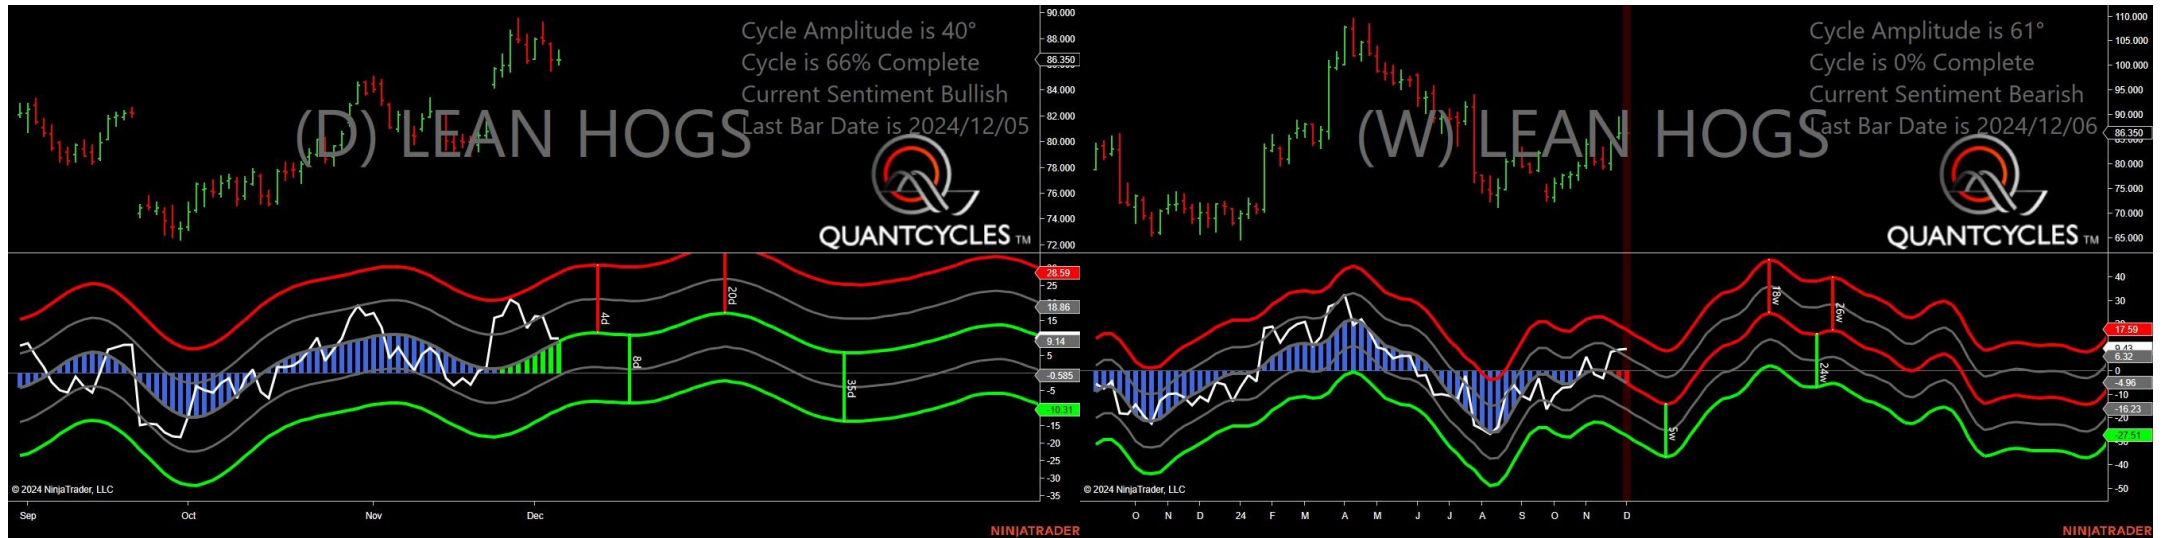 Cycle Amplitude is 40°
Cycle is 66% Complete
Current Sentiment Bullish
Last Bar Date is 2024/12/05
(D) LEAN HOGS
QUANTCYCLES TM
90.000
88.000
86.350
84.000
82.000
80.000
78.000
76.000
74.000
72.000
28.59
25
18.86
15
9.14
5
-0.585
-5
-10.31
-15
-20
-25
-30
-35
4d
8d
20d
35d
© 2024 NinjaTrader, LLC
Sep Oct Nov Dec
NINJATRADER
Cycle Amplitude is 61°
Cycle is 0% Complete
Current Sentiment Bearish
Last Bar Date is 2024/12/06
(W) LEAN HOGS
QUANTCYCLES TM
110.000
105.000
100.000
95.000
90.000
86.350
80.000
75.000
70.000
65.000
40
30
17.59
9.43
6.32
0
-4.96
-10
-16.23
-20
-27.51
-40
-50
5w
18w
24w
26w
© 2024 NinjaTrader, LLC
O N D 24 F M A M J J A S O N D
NINJATRADER